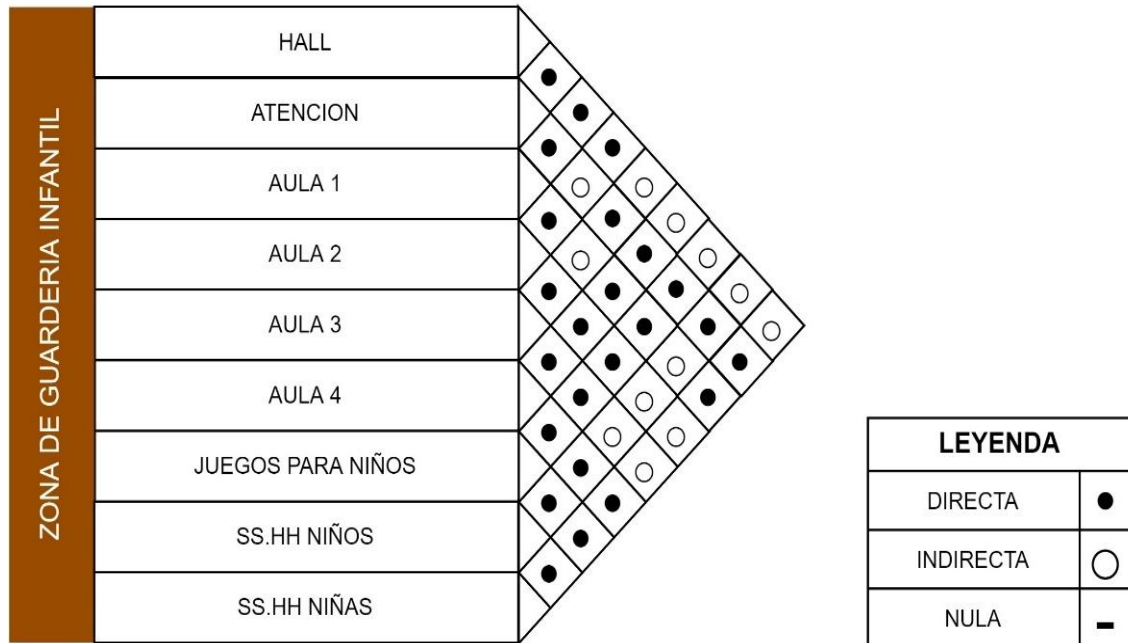 ZONA DE GUARDERIA INFANTIL
HALL
ATENCION
AULA 1
AULA 2
AULA 3
AULA 4
JUEGOS PARA NIÑOS
SS.HH NIÑOS
SS.HH NIÑAS
LEYENDA
DIRECTA
INDIRECTA
NULA